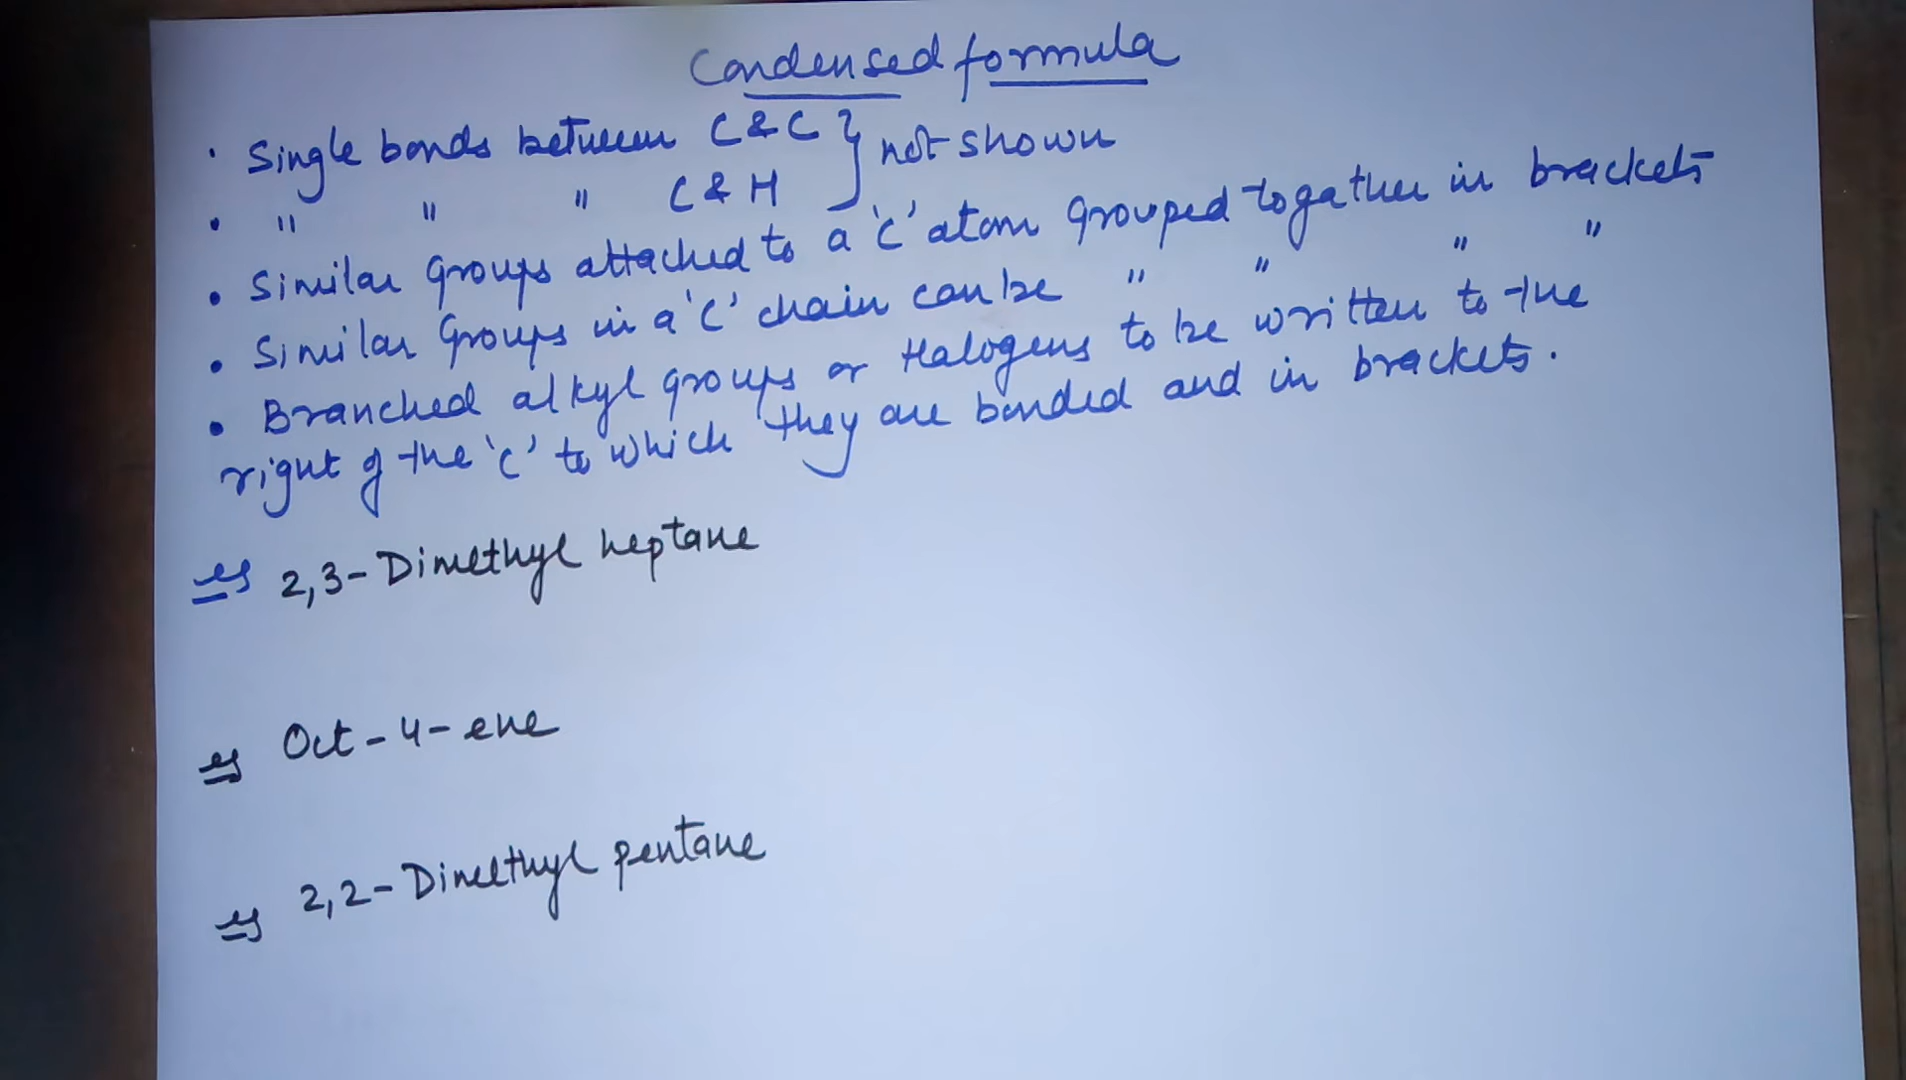 Condensed formula
· Single bonds between C & C } not shown
· " " " C & H
· Similar Groups attached to a 'C' atom Grouped togather in brackets
· Similar Groups in a 'C' chain can be " " " "
· Branched alkyl groups or Halogens to be written to the
right of the 'C' to which they are bonded and in brackets.
eg 2,3-Dimethyl heptane
eg Oct-4-ene
eg 2,2-Dimethyl pentane